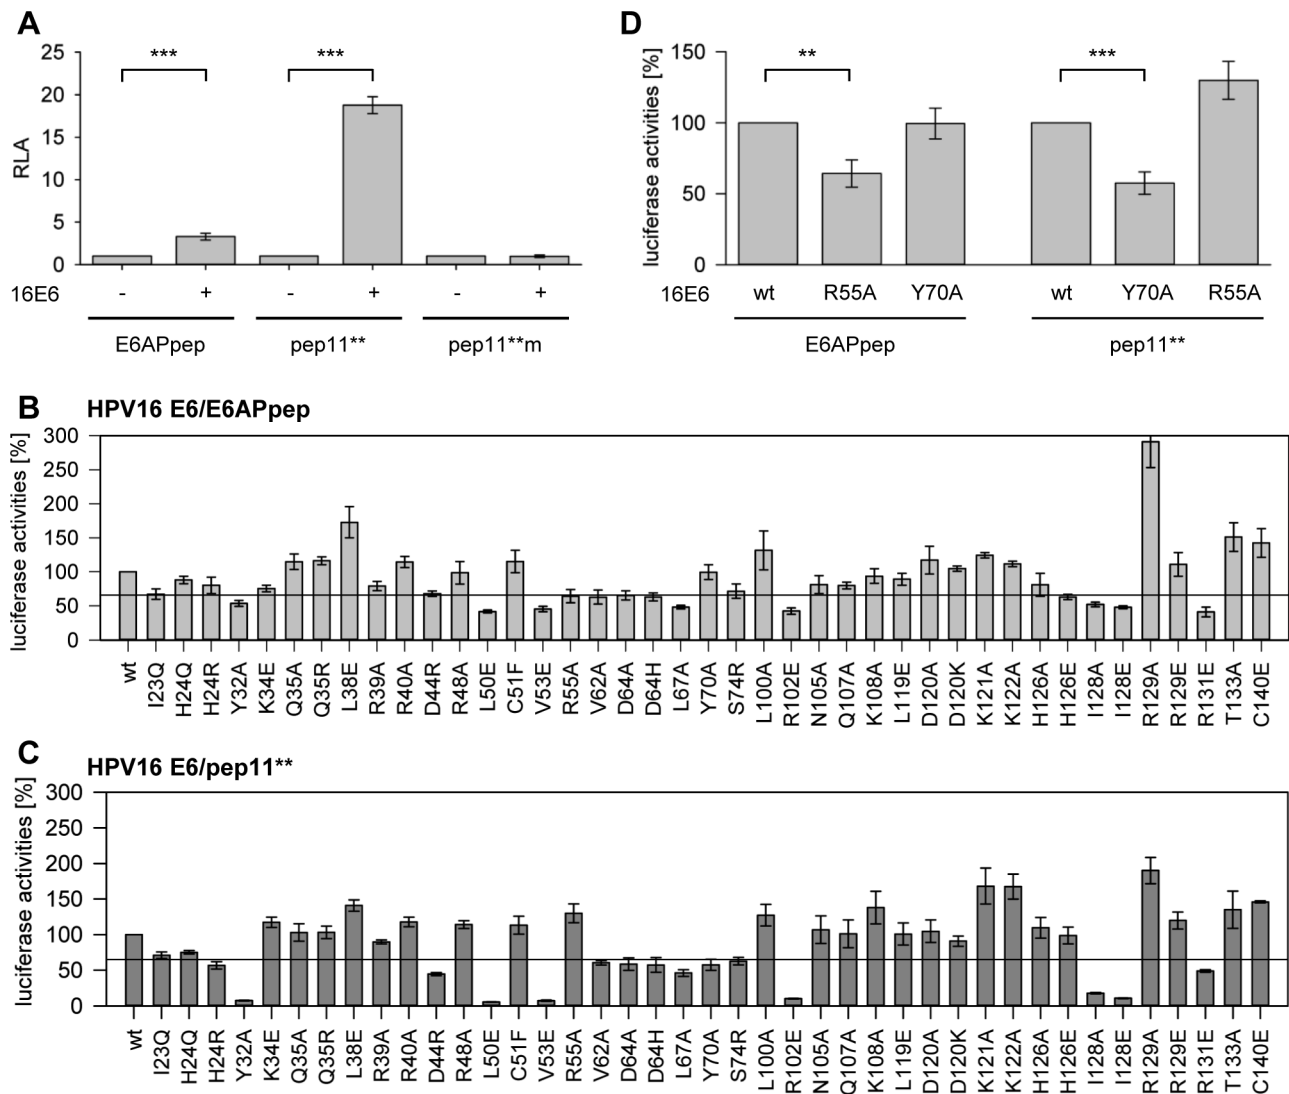 A
25
20
15
10
5
0
RLA
*** ***
16E6 - + - + - +
E6APpep pep11** pep11**m
D
150
100
50
0
luciferase activities [%]
** ***
16E6 wt R55A Y70A wt Y70A R55A
E6APpep pep11**
B HPV16 E6/E6APpep
300
250
200
150
100
50
0
luciferase activities [%]
wt I23Q H24Q H24R Y32A K34E Q35A Q35R L38E R39A R40A D44R R48A L50E C51F V53E R55A V62A D64A D64H L67A Y70A S74R L100A R102E N105A Q107A K108A L119E D120A D120K K121A K122A H126A H126E I128A I128E R129A R129E R131E T133A C140E
C HPV16 E6/pep11**
300
250
200
150
100
50
0
luciferase activities [%]
wt I23Q H24Q H24R Y32A K34E Q35A Q35R L38E R39A R40A D44R R48A L50E C51F V53E R55A V62A D64A D64H L67A Y70A S74R L100A R102E N105A Q107A K108A L119E D120A D120K K121A K122A H126A H126E I128A I128E R129A R129E R131E T133A C140E